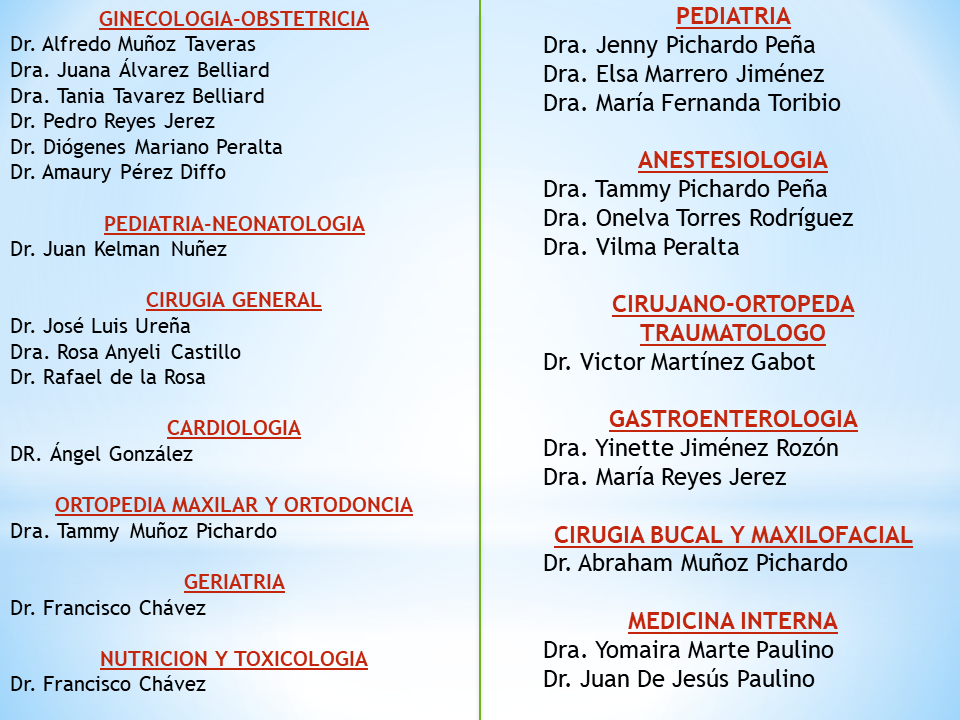 GINECOLOGIA-OBSTETRICIA
Dr. Alfredo Muñoz Taveras
Dra. Juana Álvarez Belliard
Dra. Tania Tavarez Belliard
Dr. Pedro Reyes Jerez
Dr. Diógenes Mariano Peralta
Dr. Amaury Pérez Diffo
PEDIATRIA-NEONATOLOGIA
Dr. Juan Kelman Nuñez
CIRUGIA GENERAL
Dr. José Luis Ureña
Dra. Rosa Anyeli Castillo
Dr. Rafael de la Rosa
CARDIOLOGIA
DR. Ángel González
ORTOPEDIA MAXILAR Y ORTODONCIA
Dra. Tammy Muñoz Pichardo
GERIATRIA
Dr. Francisco Chávez
NUTRICION Y TOXICOLOGIA
Dr. Francisco Chávez
PEDIATRIA
Dra. Jenny Pichardo Peña
Dra. Elsa Marrero Jiménez
Dra. María Fernanda Toribio
ANESTESIOLOGIA
Dra. Tammy Pichardo Peña
Dra. Onelva Torres Rodríguez
Dra. Vilma Peralta
CIRUJANO-ORTOPEDA
TRAUMATOLOGO
Dr. Victor Martínez Gabot
GASTROENTEROLOGIA
Dra. Yinette Jiménez Rozón
Dra. María Reyes Jerez
CIRUGIA BUCAL Y MAXILOFACIAL
Dr. Abraham Muñoz Pichardo
MEDICINA INTERNA
Dra. Yomaira Marte Paulino
Dr. Juan De Jesús Paulino